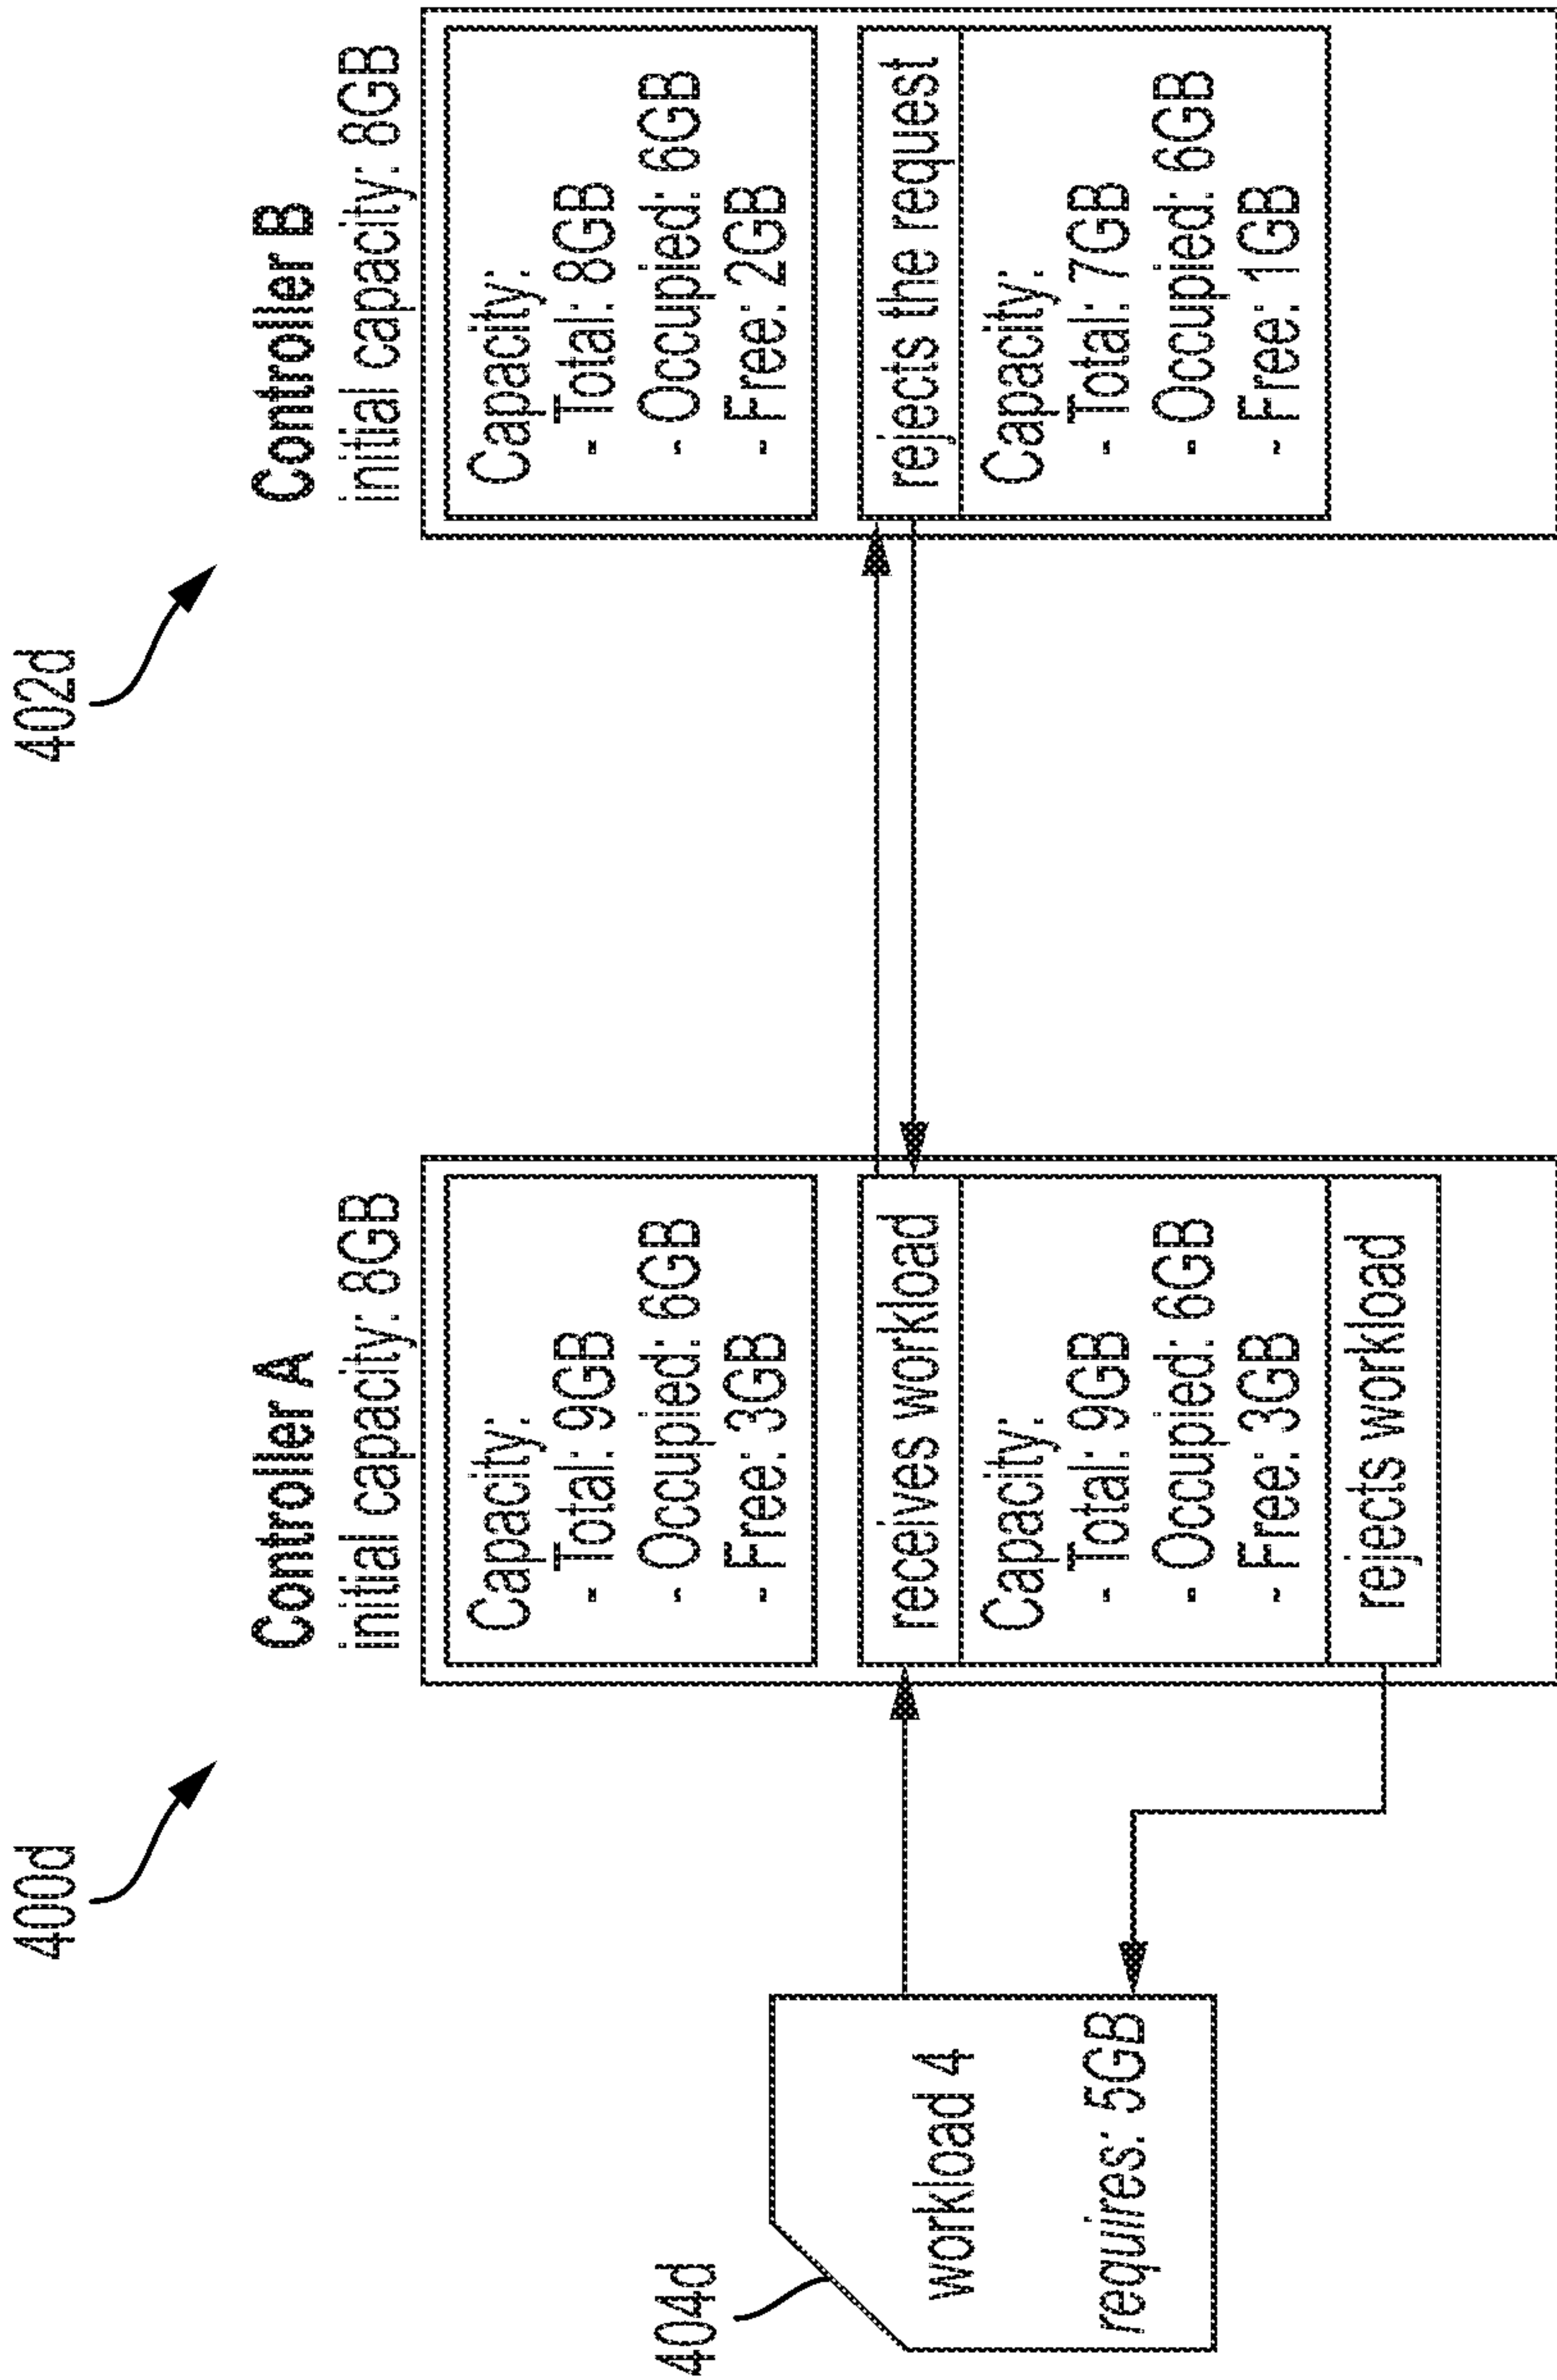 400d
402d
Controller A
initial capacity: 8GB
Capacity:
- Total: 9GB
- Occupied: 6GB
- Free: 3GB
receives workload
Capacity:
- Total: 9GB
- Occupied: 6GB
- Free: 3GB
rejects workload
Controller B
initial capacity: 8GB
Capacity:
- Total: 8GB
- Occupied: 6GB
- Free: 2GB
rejects the request
Capacity:
- Total: 7GB
- Occupied: 6GB
- Free: 1GB
404d
workload 4
requires: 5GB